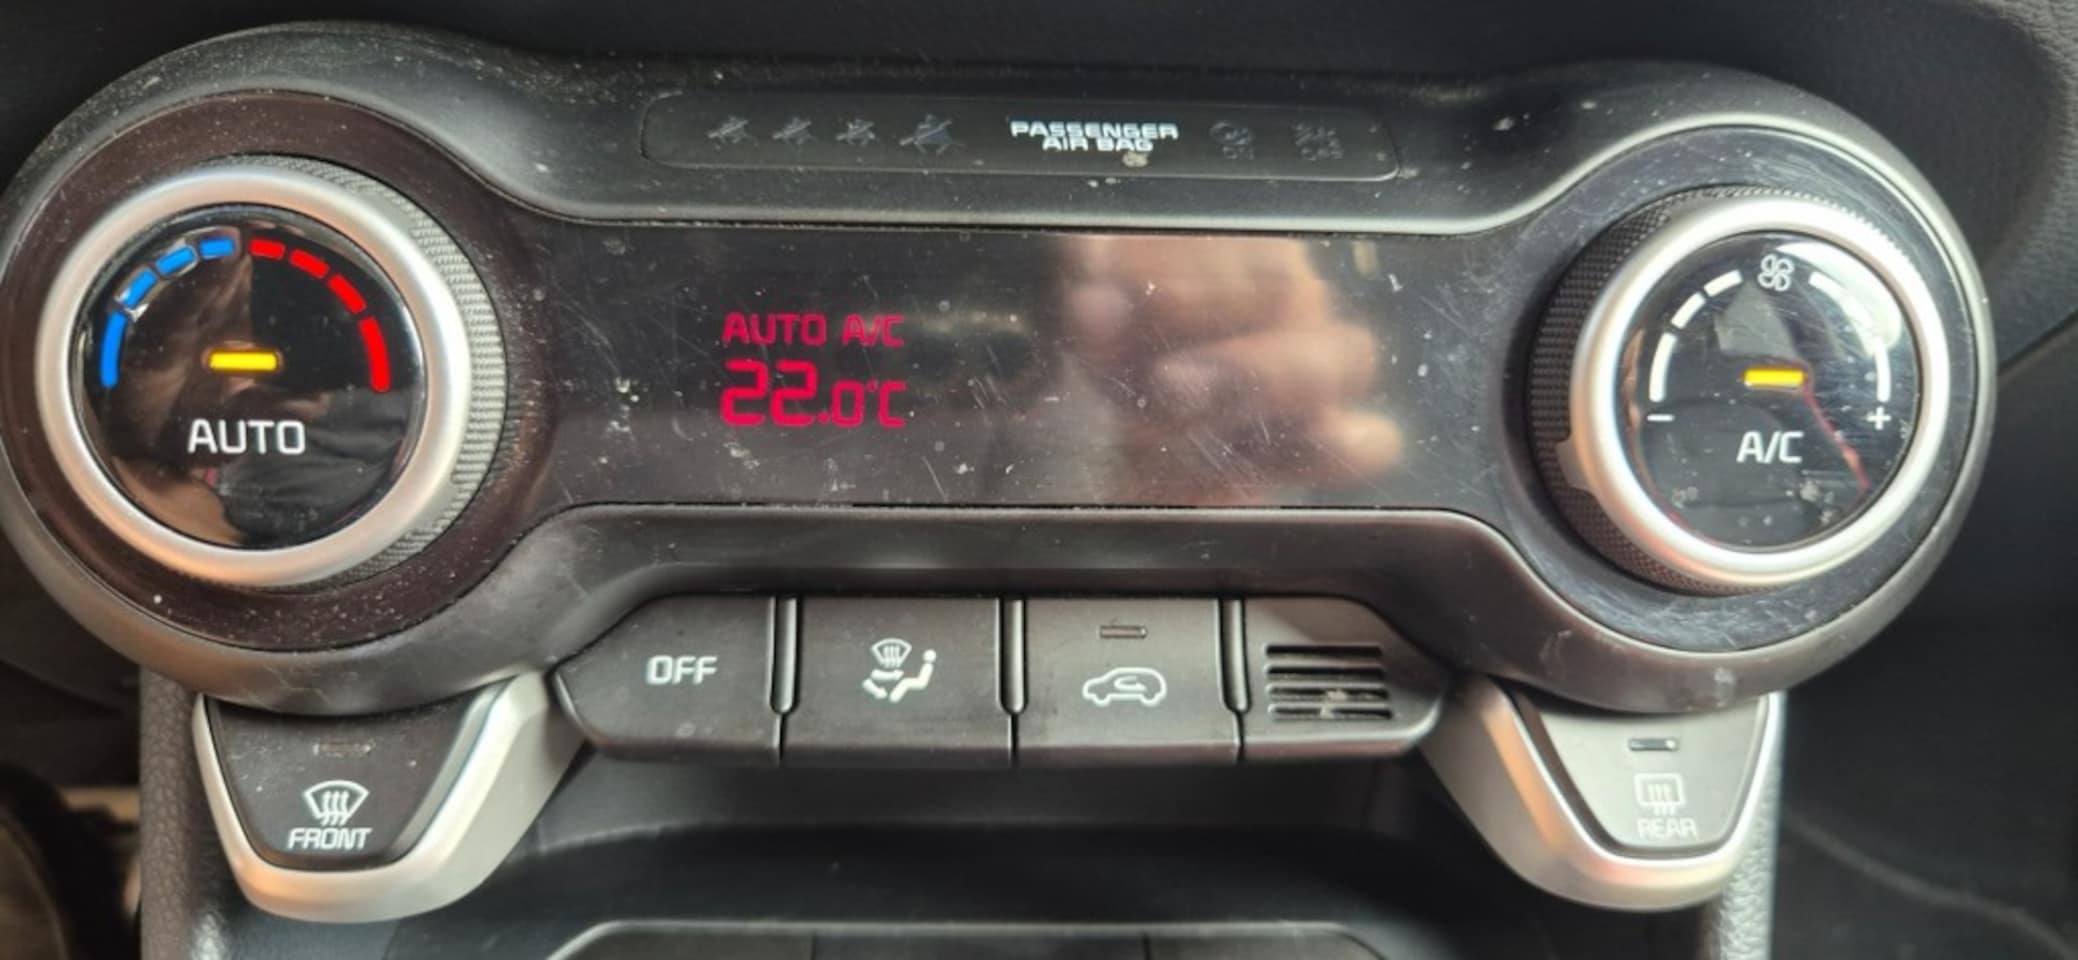 PASSENGER
AIR BAG
AUTO A/C
22.0°C
AUTO
- +
A/C
OFF
FRONT
REAR